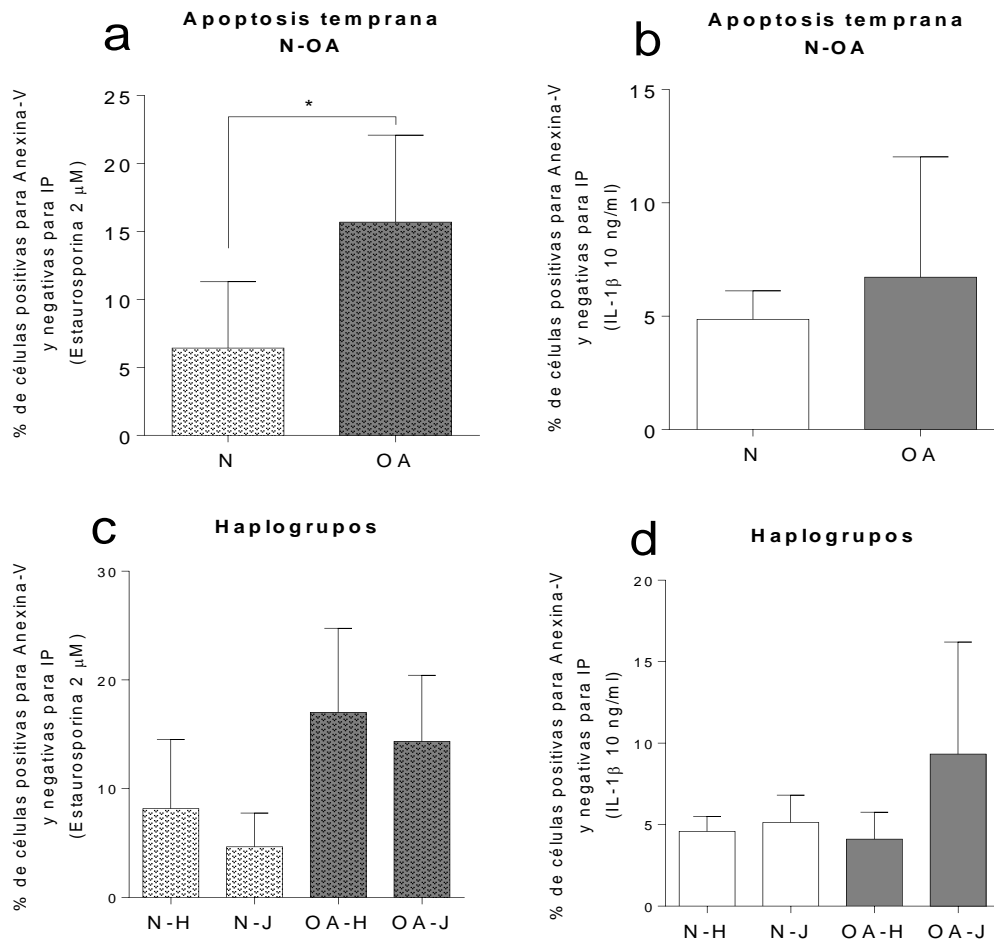 a
Apoptosis temprana
N-OA
% de células positivas para Anexina-V
y negativas para IP
(Estaurosporina 2 µM)
25
20
15
10
5
0
*
N
OA
b
Apoptosis temprana
N-OA
% de células positivas para Anexina-V
y negativas para IP
(IL-1β 10 ng/ml)
15
10
5
0
N
OA
c
Haplogrupos
% de células positivas para Anexina-V
y negativas para IP
(Estaurosporina 2 µM)
30
20
10
0
N-H
N-J
OA-H
OA-J
d
Haplogrupos
% de células positivas para Anexina-V
y negativas para IP
(IL-1β 10 ng/ml)
20
15
10
5
0
N-H
N-J
OA-H
OA-J